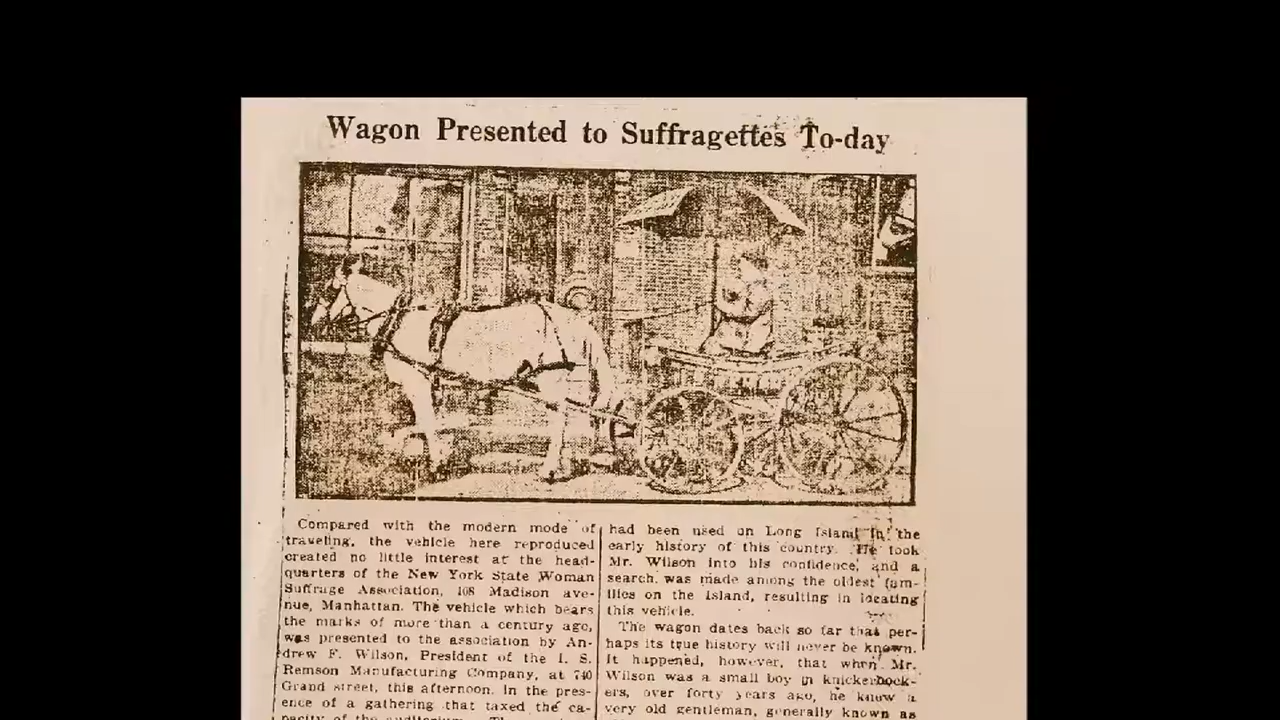 Wagon Presented to Suffragettes To-day
Compared with the modern mode of
traveling, the vehicle here reproduced
created no little interest at the head-
quarters of the New York State Woman
Suffrage Association, 108 Madison ave-
nue, Manhattan. The vehicle which bears
the marks of more than a century ago,
was presented to the association by An-
drew F. Wilson, President of the I. S.
Remson Manufacturing Company, at 740
Grand street, this afternoon. In the pres-
ence of a gathering that taxed the ca-
pacity of the auditorium.
had been used on Long Island in the
early history of this country. He took
Mr. Wilson into his confidence, and a
search was made among the oldest fam-
ilies on the island, resulting in locating
this vehicle.
The wagon dates back so far that per-
haps its true history will never be known.
It happened, however, that when Mr.
Wilson was a small boy in knickerbock-
ers, over forty years ago, he knew a
very old gentleman, generally known as